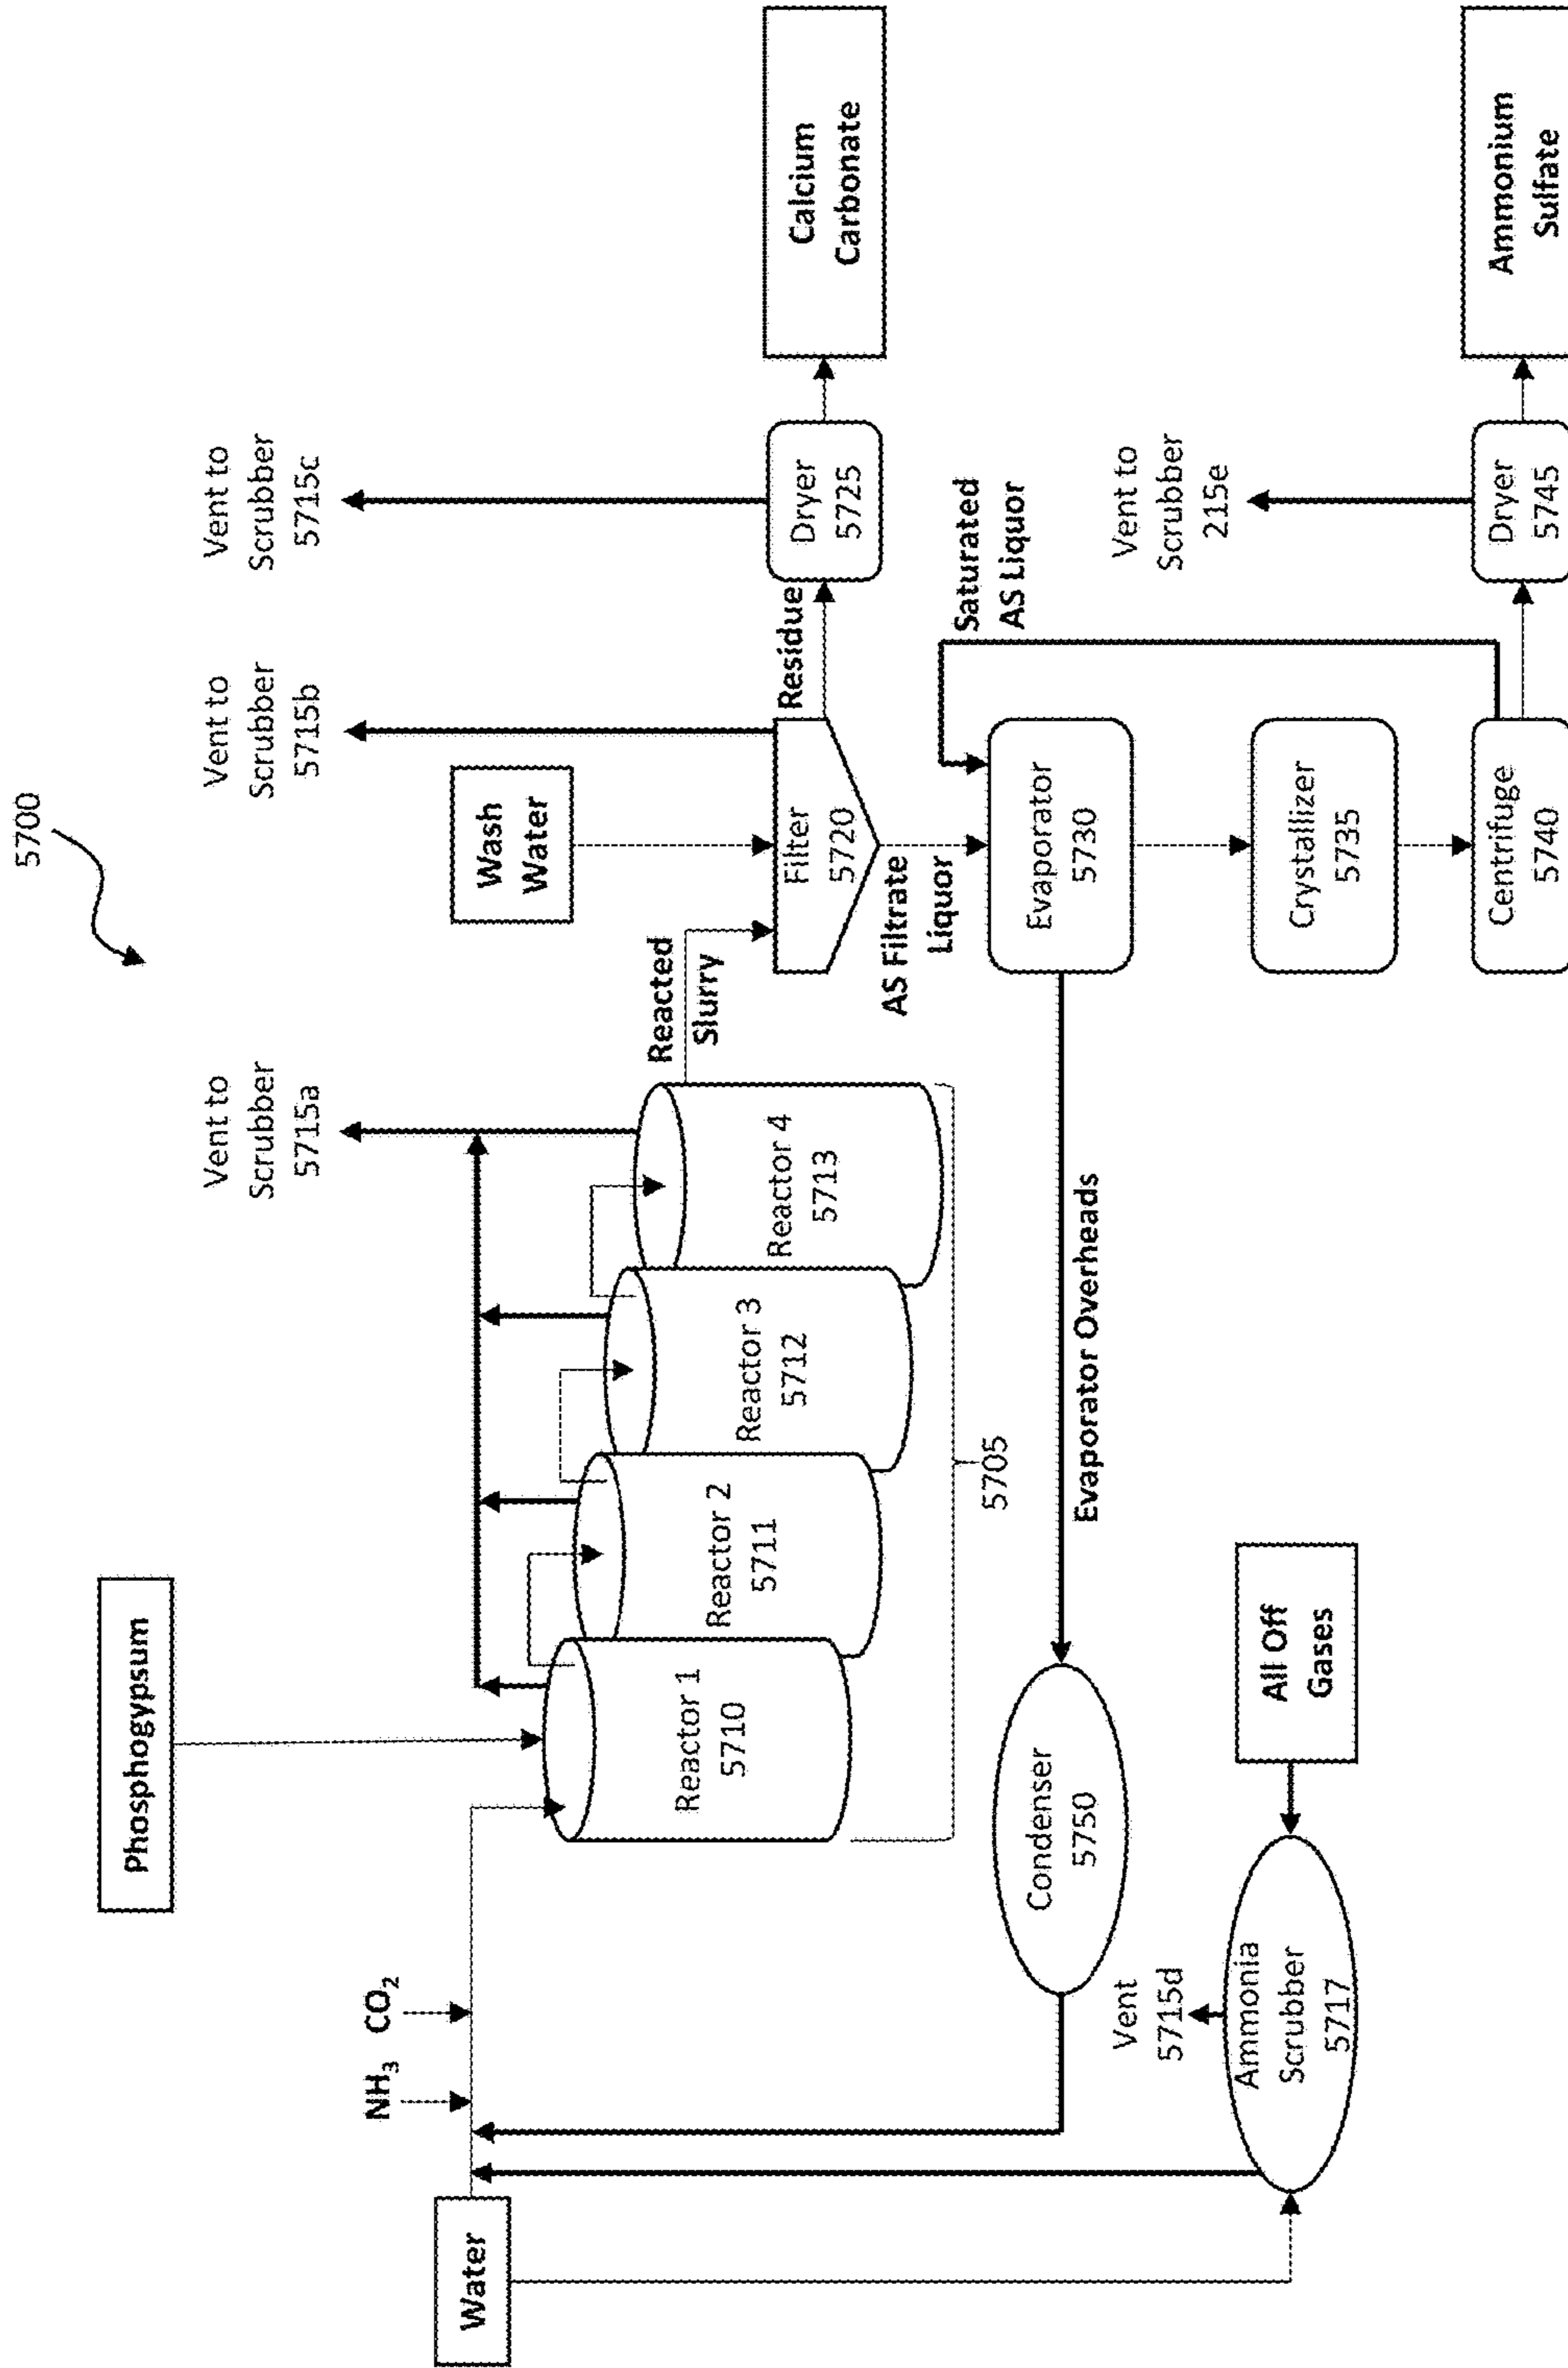 5700
Phosphogypsum
Vent to
Scrubber
5715a
Vent to
Scrubber
5715b
Vent to
Scrubber
5715c
NH3
CO2
Water
Wash
Water
Reactor 1
5710
Reactor 2
5711
Reactor 3
5712
Reactor 4
5713
5705
Reacted
Slurry
Filter
5720
Residue
Dryer
5725
Calcium
Carbonate
AS Filtrate
Liquor
Saturated
AS Liquor
Evaporator
5730
Evaporator Overheads
Condenser
5750
Vent
5715d
Ammonia
Scrubber
5717
All Off
Gases
Crystallizer
5735
Vent to
Scrubber
215e
Centrifuge
5740
Dryer
5745
Ammonium
Sulfate